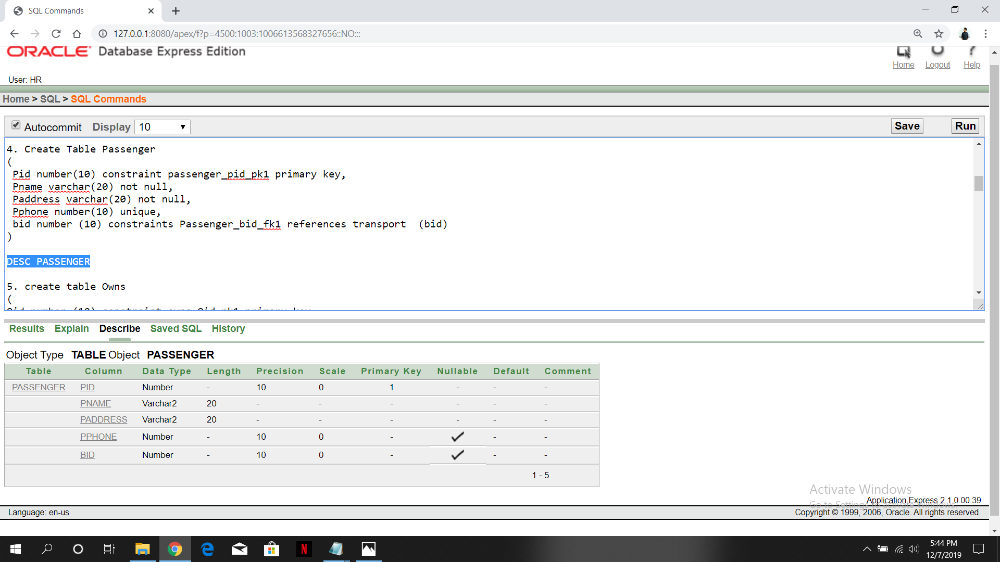 SQL Commands
127.0.0.1:8080/apex/f?p=4500:1003:1006613568327656::NO:::
ORACLE Database Express Edition
Home Logout Help
User: HR
Home > SQL > SQL Commands
Autocommit Display 10 Save Run
4. Create Table Passenger
(
Pid number(10) constraint passenger_pid_pk1 primary key,
Pname varchar(20) not null,
Paddress varchar(20) not null,
Pphone number(10) unique,
bid number (10) constraints Passenger_bid_fk1 references transport (bid)
)
DESC PASSENGER
5. create table Owns
(
Results Explain Describe Saved SQL History
Object Type TABLE Object PASSENGER
Table Column Data Type Length Precision Scale Primary Key Nullable Default Comment
PASSENGER PID Number - 10 0 1 - - -
PNAME Varchar2 20 - - - - - -
PADDRESS Varchar2 20 - - - - - -
PPHONE Number - 10 0 - ✓ - -
BID Number - 10 0 - ✓ - -
1 - 5
Activate Windows
Go to Settings to activate Windows.
Application Express 2.1.0.00.39
Language: en-us
Copyright © 1999, 2006, Oracle. All rights reserved.
5:44 PM
12/7/2019